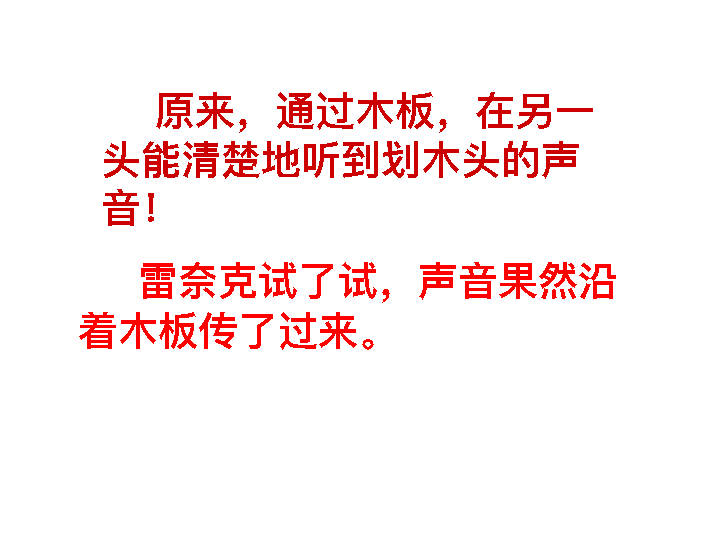 原来，通过木板，在另一
头能清楚地听到划木头的声
音！
雷奈克试了试，声音果然沿
着木板传了过来。